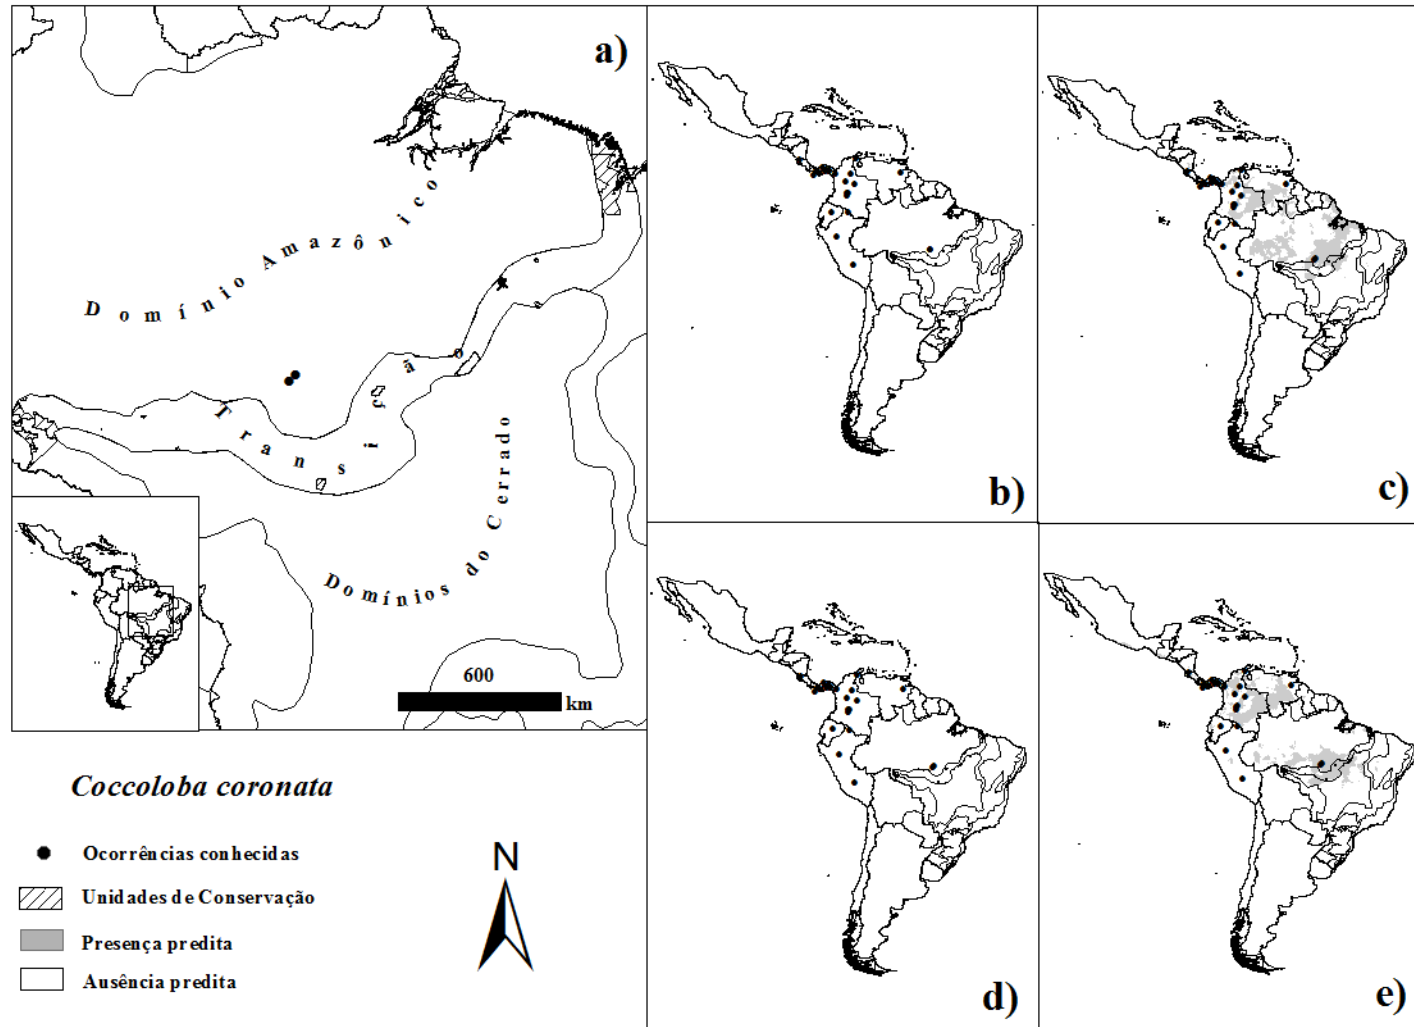 a)
Domínio Amazônico
Transição
Domínios do Cerrado
600
km
b)
c)
d)
e)
Coccoloba coronata
Ocorrências conhecidas
Unidades de Conservação
Presença predita
Ausência predita
N